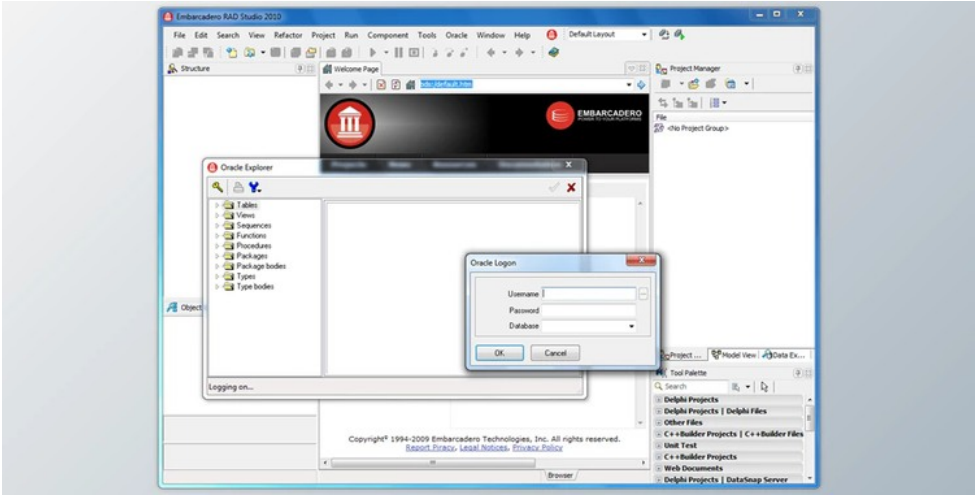 Embarcadero RAD Studio 2010
File Edit Search View Refactor Project Run Component Tools Oracle Window Help Default Layout
Structure
Welcome Page
Project Manager
bds:/default.htm
EMBARCADERO
File
<No Project Group>
Oracle Explorer
Tables
Views
Sequences
Functions
Procedures
Packages
Package bodies
Types
Type bodies
Logging on...
Oracle Logon
Username
Password
Database
OK Cancel
Object
Project ... Model View Data Ex...
Tool Palette
Search
Delphi Projects
Delphi Projects | Delphi Files
Other Files
C++Builder Projects | C++Builder Files
Unit Test
C++Builder Projects
Web Documents
Delphi Projects | DataSnap Server
Copyright® 1994-2009 Embarcadero Technologies, Inc. All rights reserved.
Report Piracy, Legal Notices, Privacy Policy
Browser